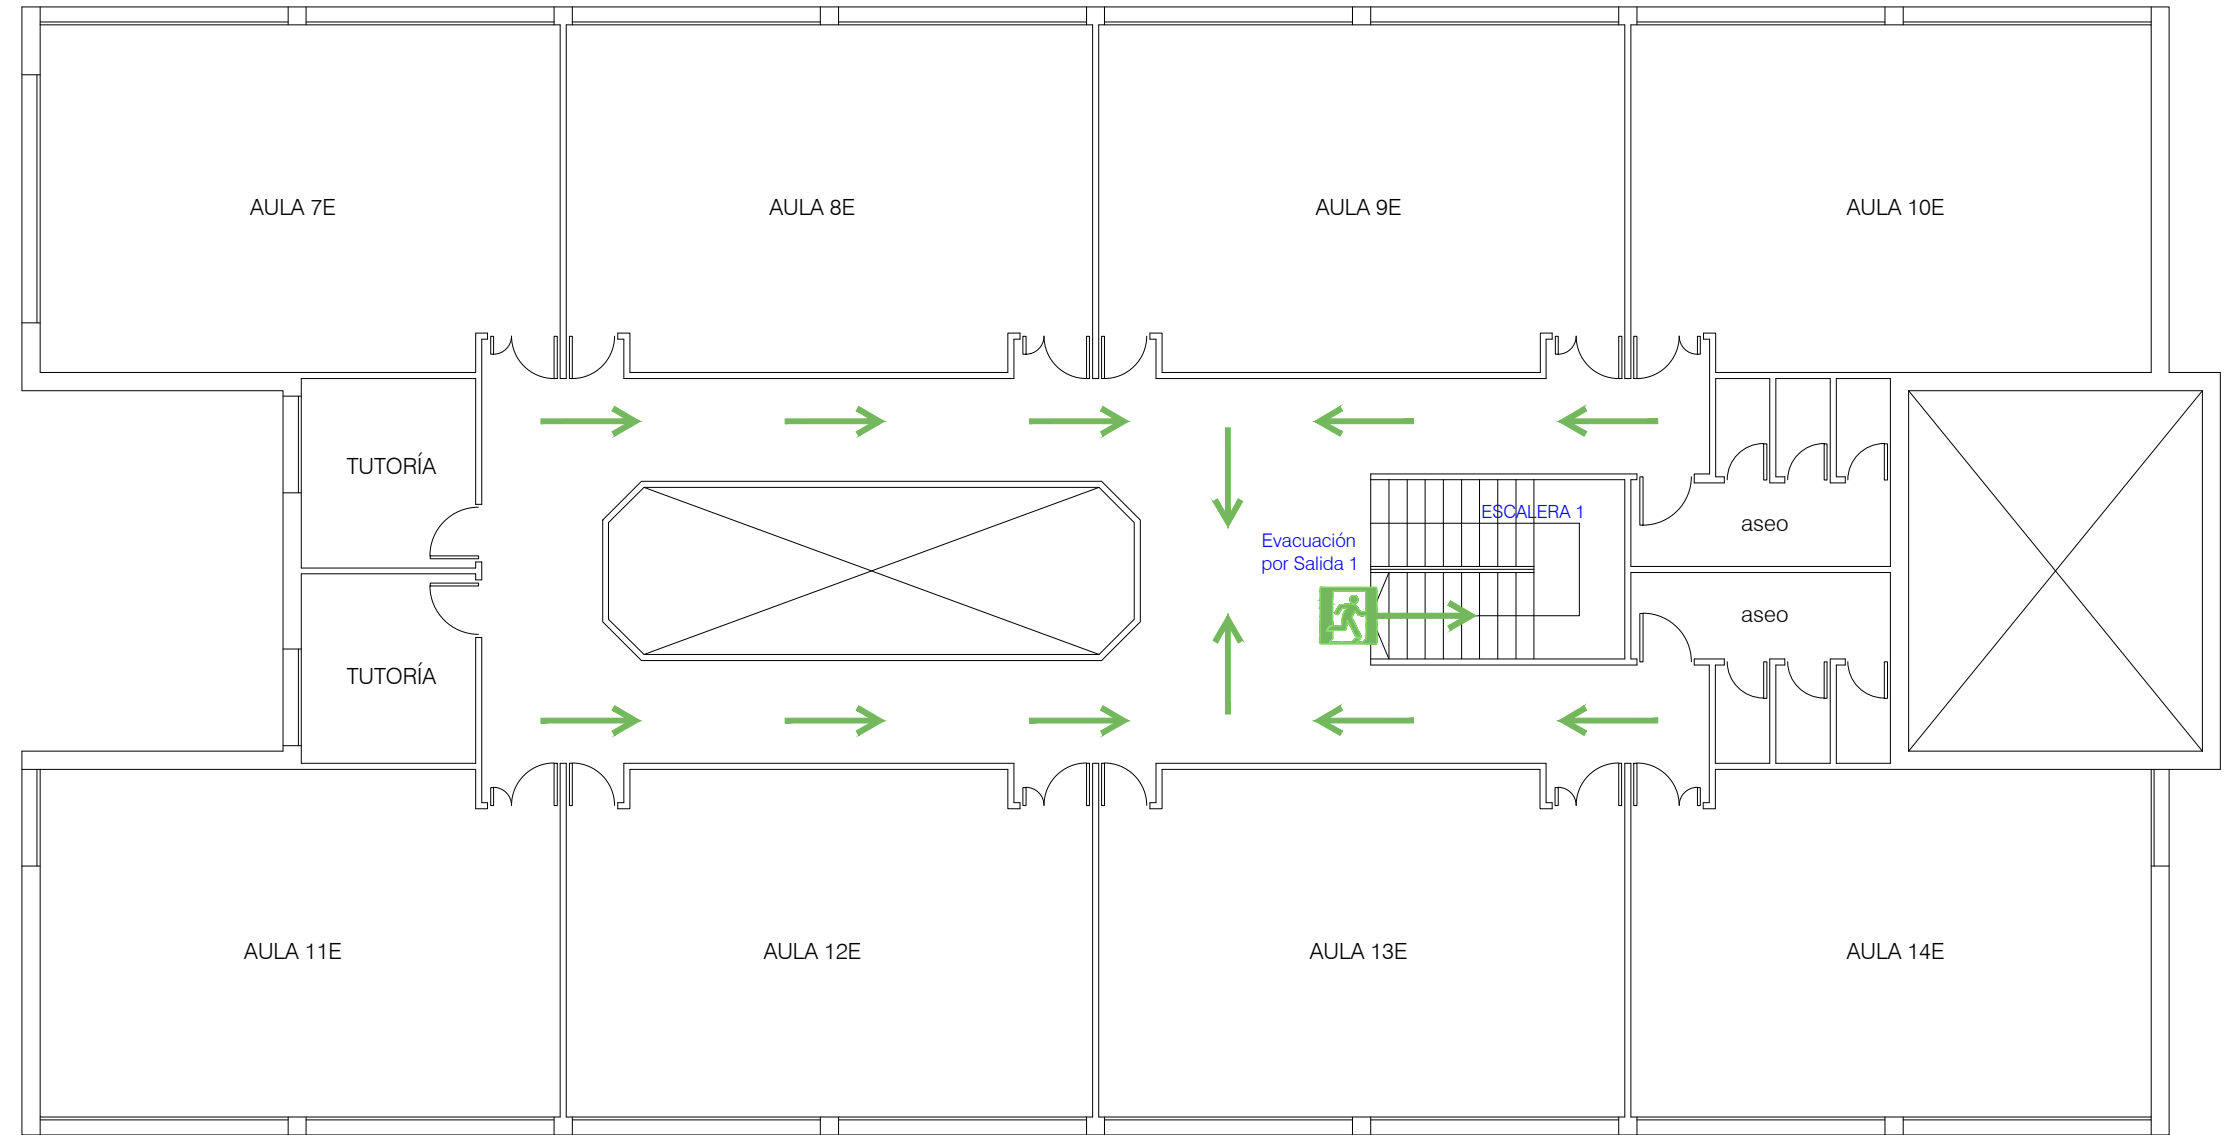 AULA 7E
AULA 8E
AULA 9E
AULA 10E
TUTORÍA
ESCALERA 1
aseo
Evacuación
por Salida 1
aseo
TUTORÍA
AULA 11E
AULA 12E
AULA 13E
AULA 14E